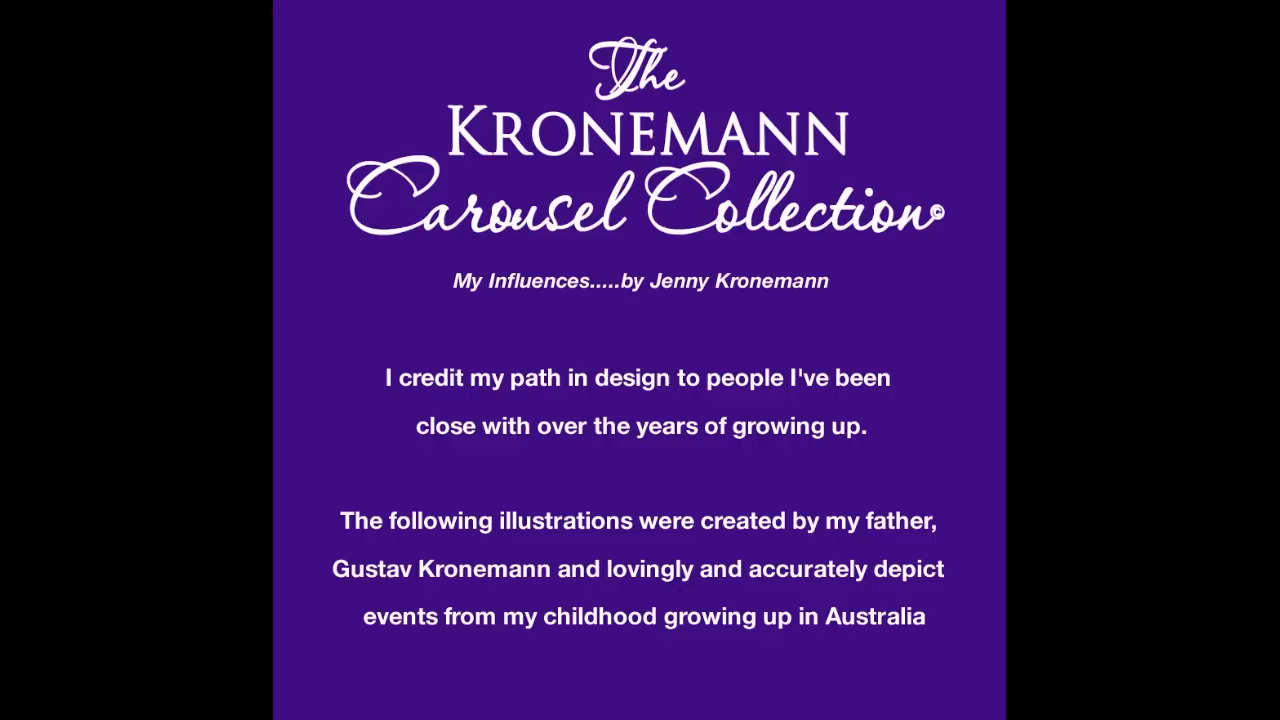 The
KRONEMANN
Carousel Collection©
My Influences.....by Jenny Kronemann
I credit my path in design to people I've been
close with over the years of growing up.
The following illustrations were created by my father,
Gustav Kronemann and lovingly and accurately depict
events from my childhood growing up in Australia